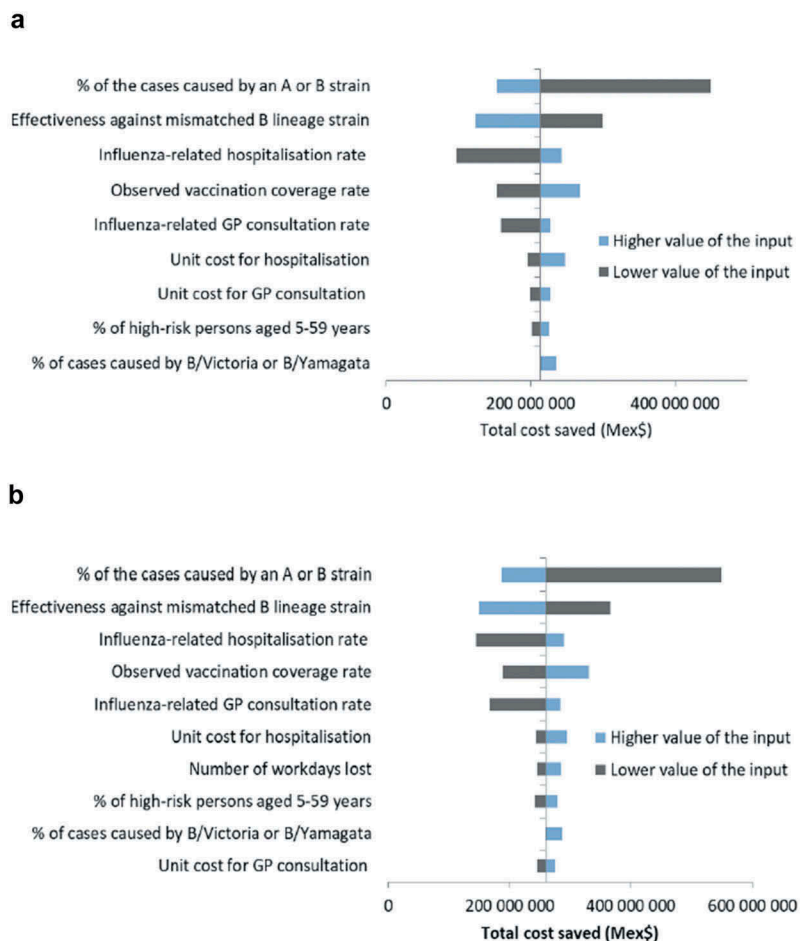 a
% of the cases caused by an A or B strain
Effectiveness against mismatched B lineage strain
Influenza-related hospitalisation rate
Observed vaccination coverage rate
Influenza-related GP consultation rate
Unit cost for hospitalisation
Unit cost for GP consultation
% of high-risk persons aged 5-59 years
% of cases caused by B/Victoria or B/Yamagata
Higher value of the input
Lower value of the input
0 200 000 000 400 000 000
Total cost saved (Mex$)
b
% of the cases caused by an A or B strain
Effectiveness against mismatched B lineage strain
Influenza-related hospitalisation rate
Observed vaccination coverage rate
Influenza-related GP consultation rate
Unit cost for hospitalisation
Number of workdays lost
% of high-risk persons aged 5-59 years
% of cases caused by B/Victoria or B/Yamagata
Unit cost for GP consultation
Higher value of the input
Lower value of the input
0 200 000 000 400 000 000 600 000 000
Total cost saved (Mex$)